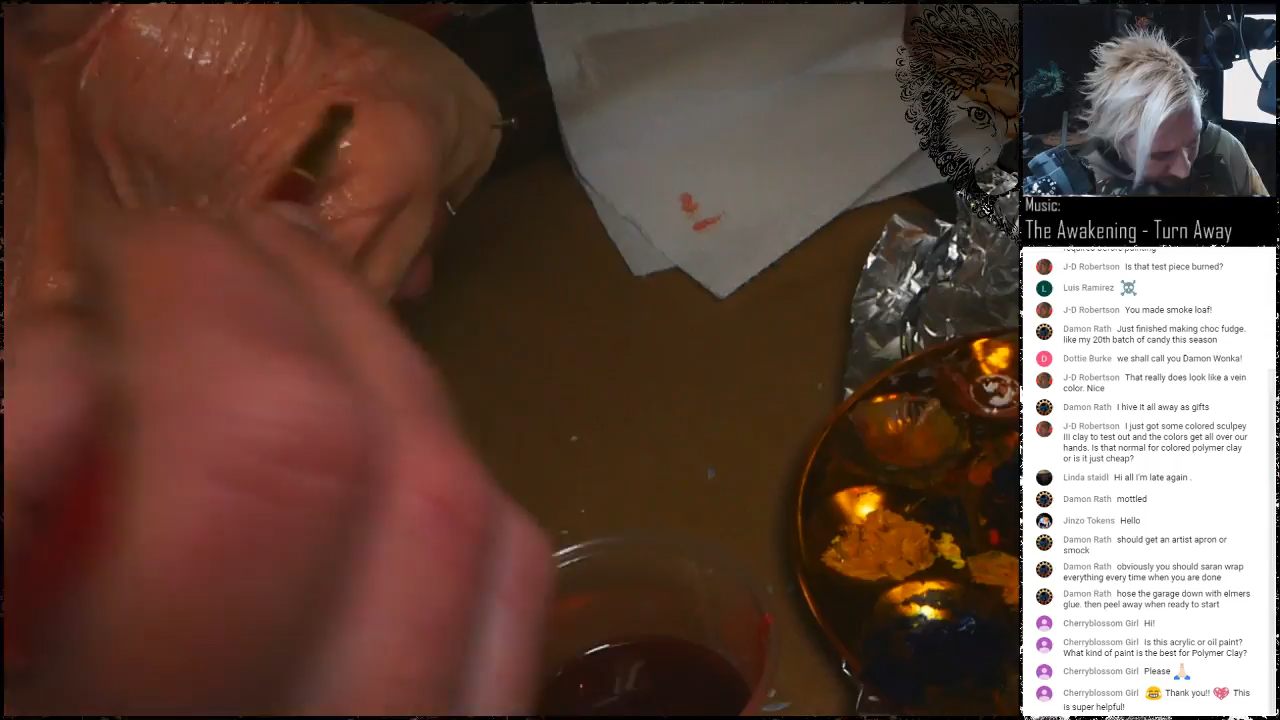 Music:
The Awakening - Turn Away
required before painting
J-D Robertson Is that test piece burned?
L Luis Ramirez
J-D Robertson You made smoke loaf!
Damon Rath Just finished making choc fudge.
like my 20th batch of candy this
season
D Dottie Burke we shall call you Damon Wonka!
J-D Robertson That really does look like a vein
color. Nice
Damon Rath I hive it all away as gifts
J-D Robertson I just got some colored sculpey
III clay to test out and the colors get all over our
hands. Is that normal for colored polymer clay
or is it just cheap?
Linda staidl Hi all I'm late again .
Damon Rath mottled
Jinzo Tokens Hello
Damon Rath should get an artist apron or
smock
Damon Rath obviously you should saran wrap
everything every time when you are done
Damon Rath hose the garage down with elmers
glue. then peel away when ready to start
Cherryblossom Girl Hi!
Cherryblossom Girl Is this acrylic or oil paint?
What kind of paint is the best for Polymer Clay?
Cherryblossom Girl Please 🙏
Cherryblossom Girl 😂 Thank you!! 💖 This
is super helpful!